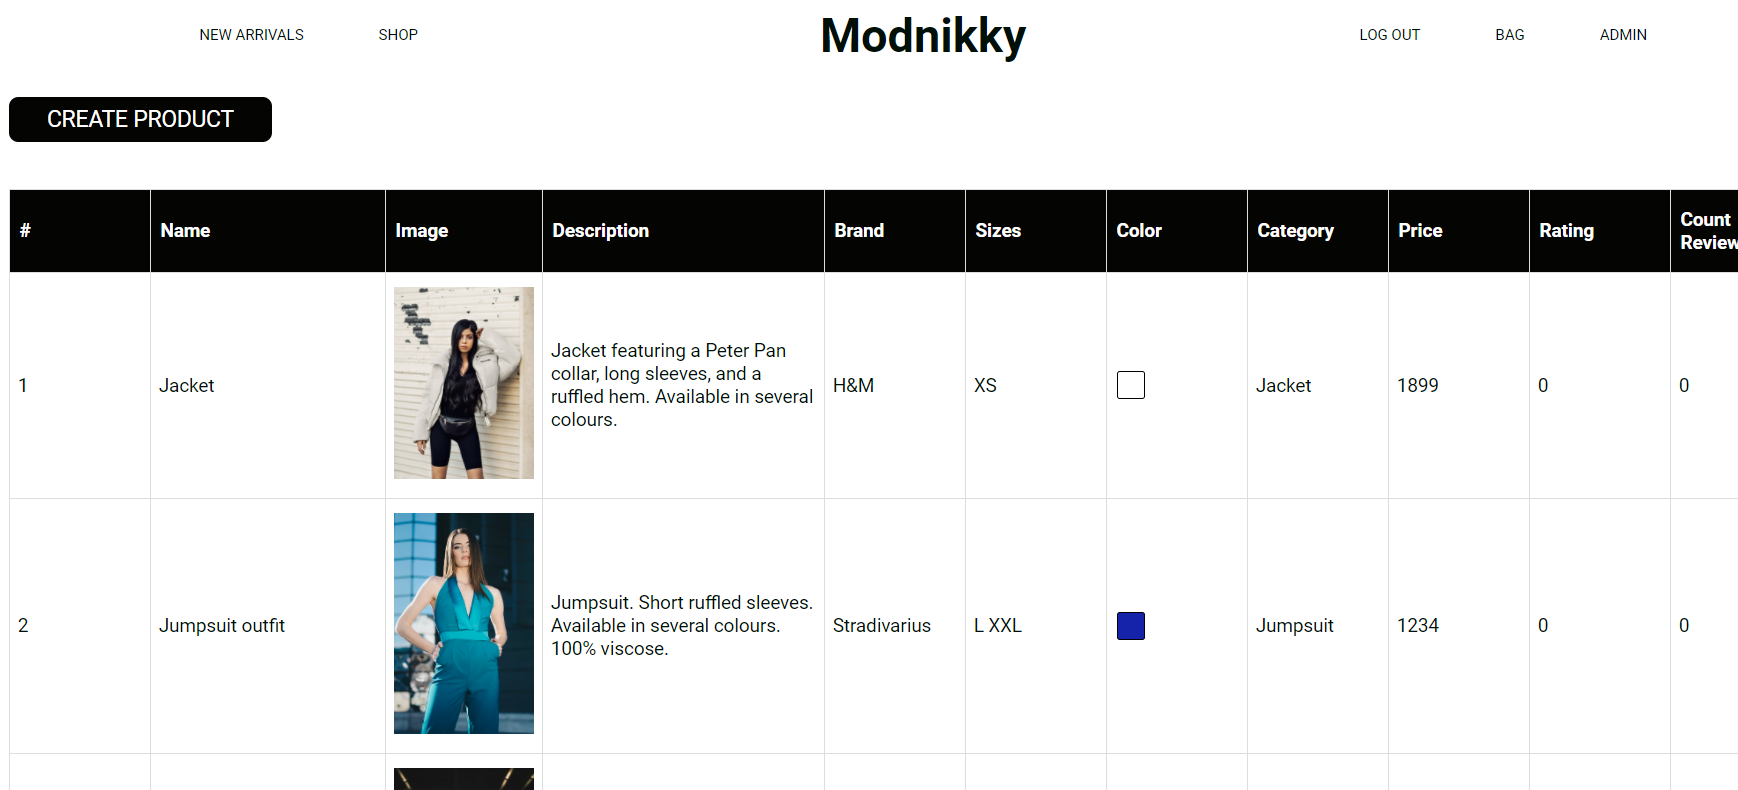 NEW ARRIVALS SHOP Modnikky LOG OUT BAG ADMIN
CREATE PRODUCT
# Name Image Description Brand Sizes Color Category Price Rating Count
Review
1 Jacket Jacket featuring a Peter Pan
collar, long sleeves, and a
ruffled hem. Available in several
colours. H&M XS Jacket 1899 0 0
2 Jumpsuit outfit Jumpsuit. Short ruffled sleeves.
Available in several colours.
100% viscose. Stradivarius L XXL Jumpsuit 1234 0 0